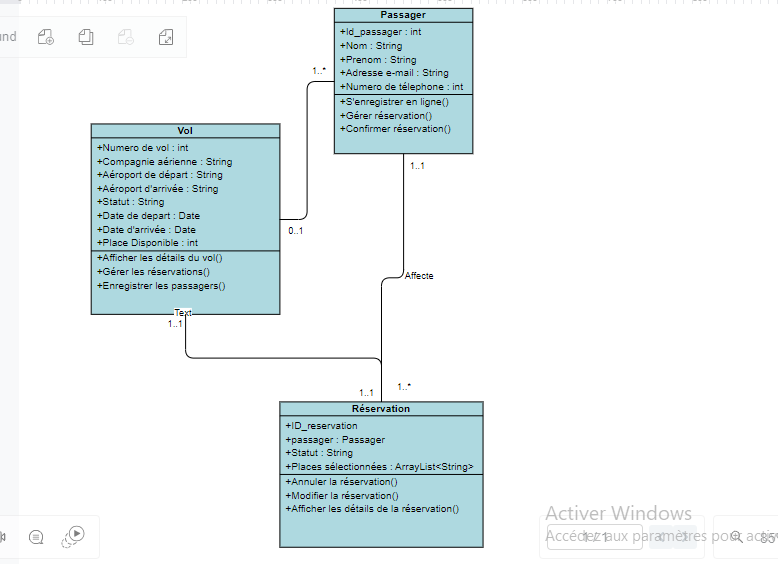 und
Passager
+Id_passager : int
+Nom : String
+Prenom : String
+Adresse e-mail : String
+Numero de télephone : int
+S'enregistrer en ligne()
+Gérer réservation()
+Confirmer réservation()
1..*
1..1
Vol
+Numero de vol : int
+Compagnie aérienne : String
+Aéroport de départ : String
+Aéroport d'arrivée : String
+Statut : String
+Date de depart : Date
+Date d'arrivée : Date
+Place Disponible : int
+Afficher les détails du vol()
+Gérer les réservations()
+Enregistrer les passagers()
0..1
Affecte
Text
1..1
1..1
1..*
Réservation
+ID_reservation
+passager : Passager
+Statut : String
+Places sélectionnées : ArrayList<String>
+Annuler la réservation()
+Modifier la réservation()
+Afficher les détails de la réservation()
Activer Windows
Accédez aux paramètres pour activ
1 / 1
85